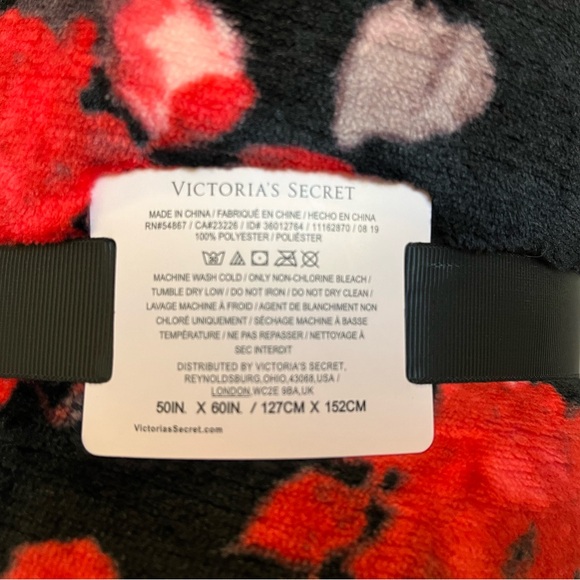 VICTORIA'S SECRET
MADE IN CHINA / FABRIQUÉ EN CHINE / HECHO EN CHINA
RN#54867 / CA#23226 / ID# 36012764 / 11162870 / 08 19
100% POLYESTER / POLIÉSTER
MACHINE WASH COLD / ONLY NON-CHLORINE BLEACH /
TUMBLE DRY LOW / DO NOT IRON / DO NOT DRY CLEAN /
LAVAGE MACHINE À FROID / AGENT DE BLANCHIMENT NON
CHLORÉ UNIQUEMENT / SÉCHAGE MACHINE À BASSE
TEMPÉRATURE / NE PAS REPASSER / NETTOYAGE À
SEC INTERDIT
DISTRIBUTED BY VICTORIA'S SECRET,
REYNOLDSBURG,OHIO,43068,USA /
LONDON,WC2E 9BA,UK
50IN. X 60IN. / 127CM X 152CM
VictoriasSecret.com